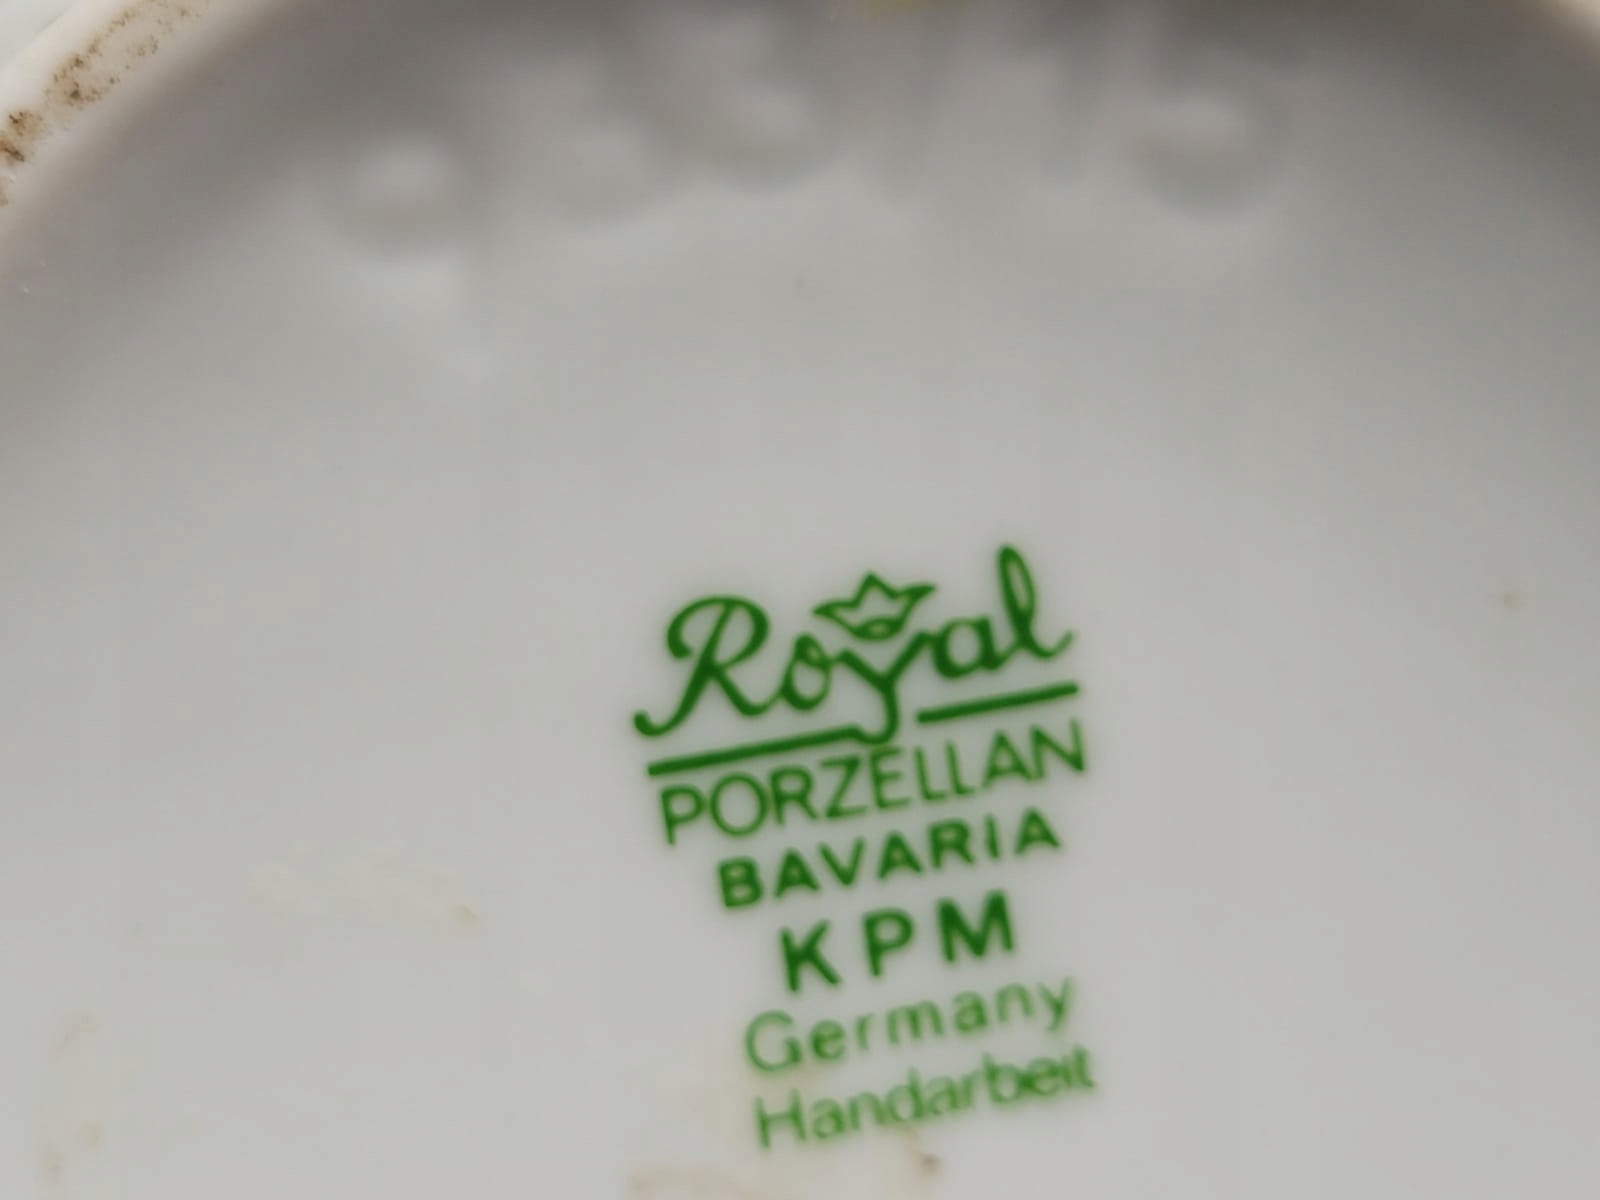 Royal
PORZELLAN
BAVARIA
KPM
Germany
Handarbeit